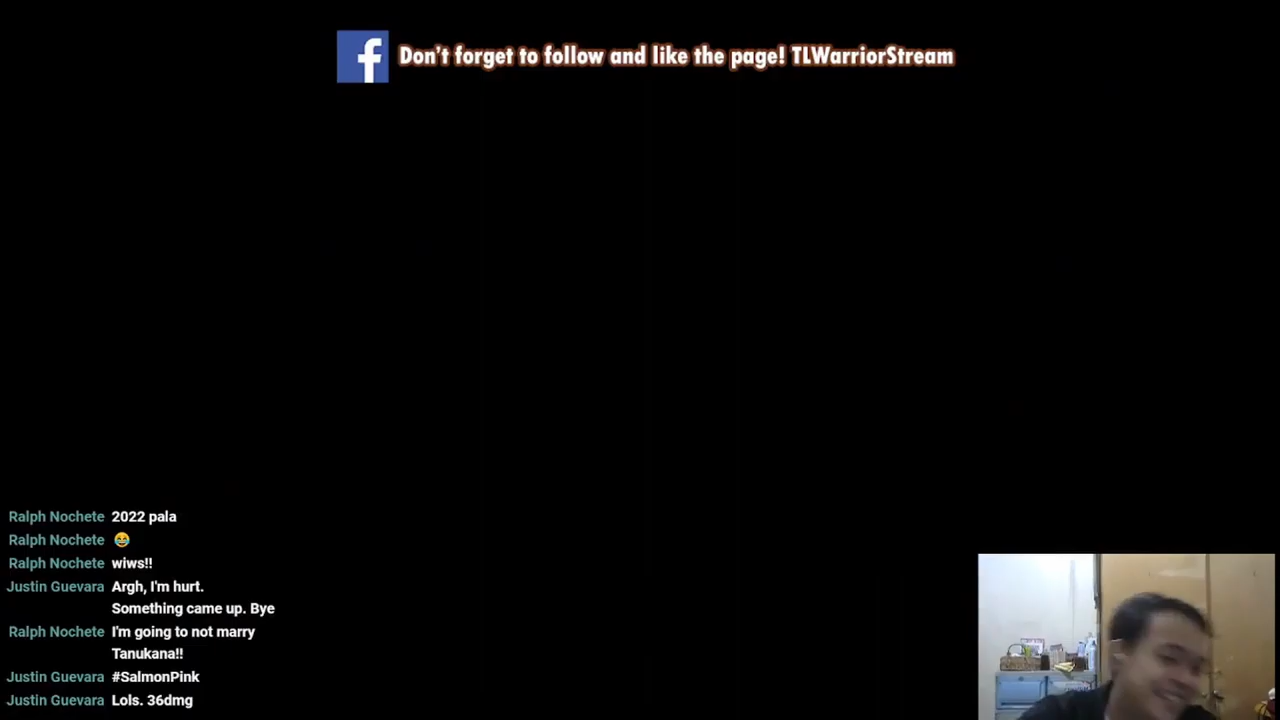 Don't forget to follow and like the page! TLWarriorStream
Ralph Nochete 2022 pala
Ralph Nochete 😂
Ralph Nochete wiws!!
Justin Guevara Argh, I'm hurt.
Something came up. Bye
Ralph Nochete I'm going to not marry
Tanukana!!
Justin Guevara #SalmonPink
Justin Guevara Lols. 36dmg